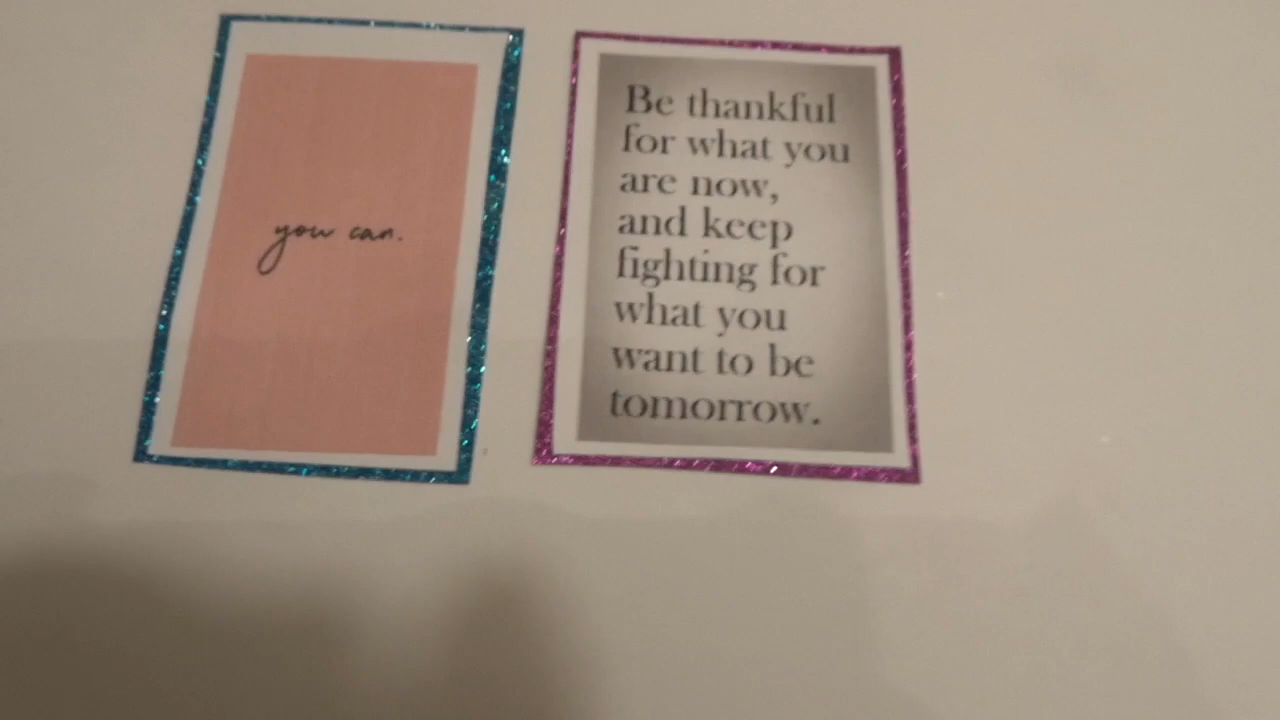 you can.
Be thankful
for what you
are now,
and keep
fighting for
what you
want to be
tomorrow.